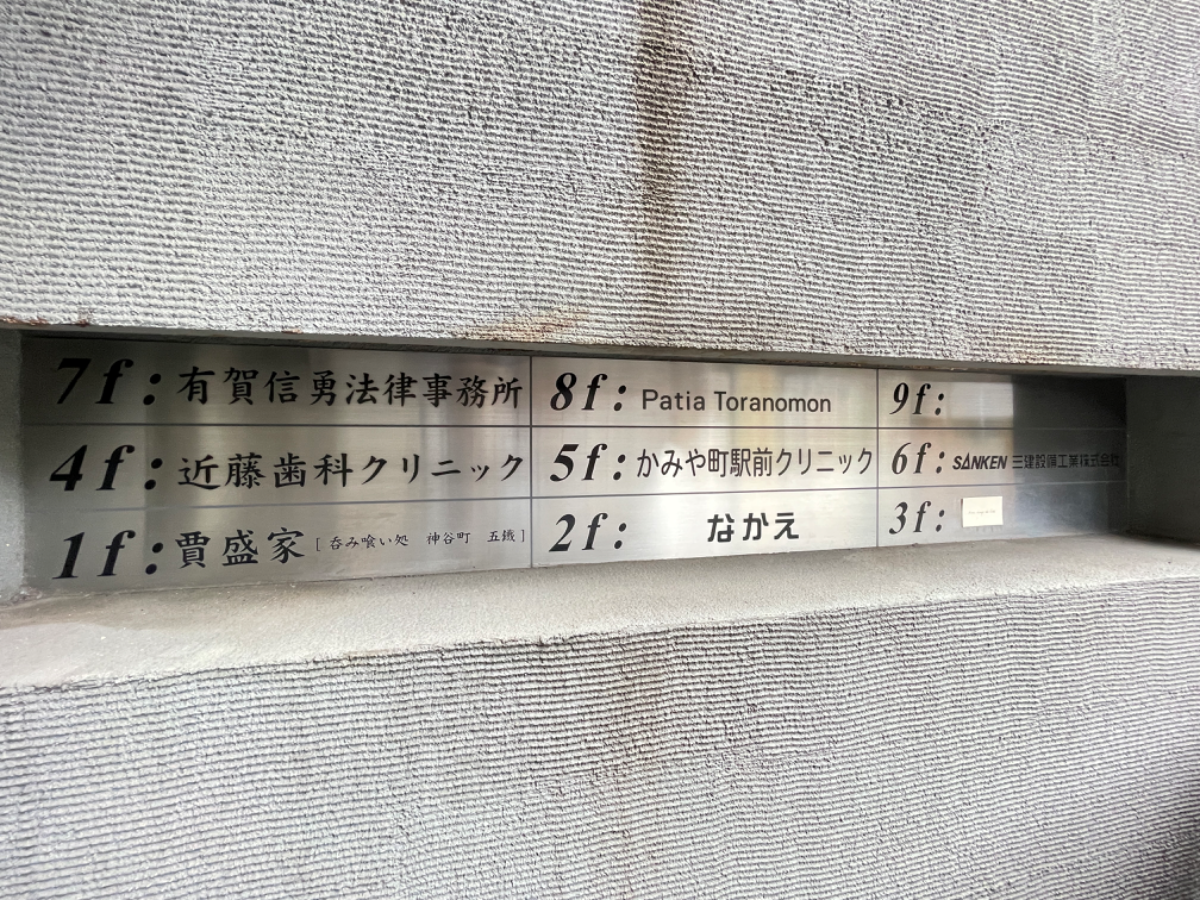 7f: 有賀信勇法律事務所
8f: Patia Toranomon
9f:
4f: 近藤歯科クリニック
5f: かみや町駅前クリニック
6f: SANKEN 三建設備工業株式会社
1f: 賈盛家 [呑み喰い処 神谷町 五鐵]
2f: なかえ
3f: